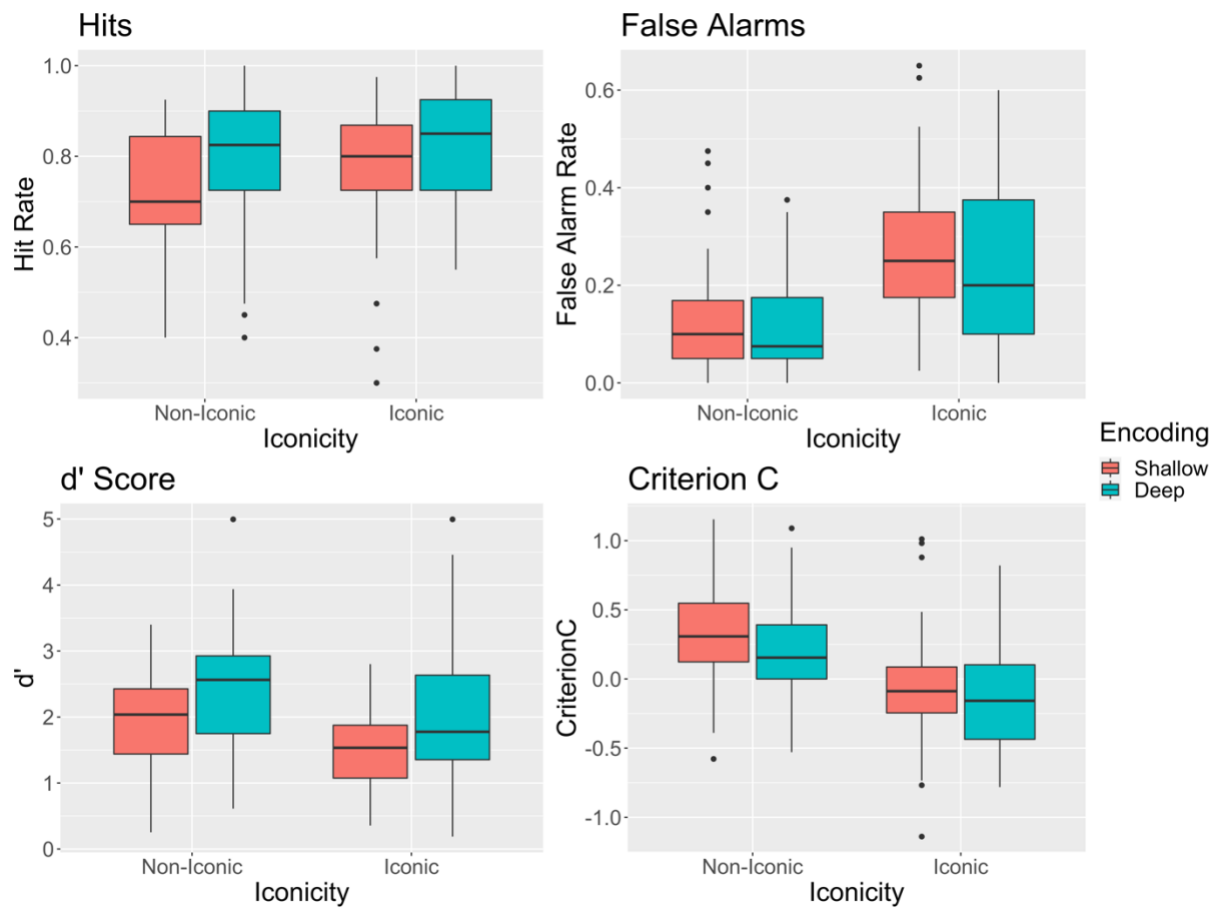 Hits
Hit Rate
1.0
0.8
0.6
0.4
Non-Iconic Iconic
Iconicity
False Alarms
False Alarm Rate
0.6
0.4
0.2
0.0
Non-Iconic Iconic
Iconicity
Encoding
Shallow
Deep
d' Score
d'
5
4
3
2
1
0
Non-Iconic Iconic
Iconicity
Criterion C
CriterionC
1.0
0.5
0.0
-0.5
-1.0
Non-Iconic Iconic
Iconicity